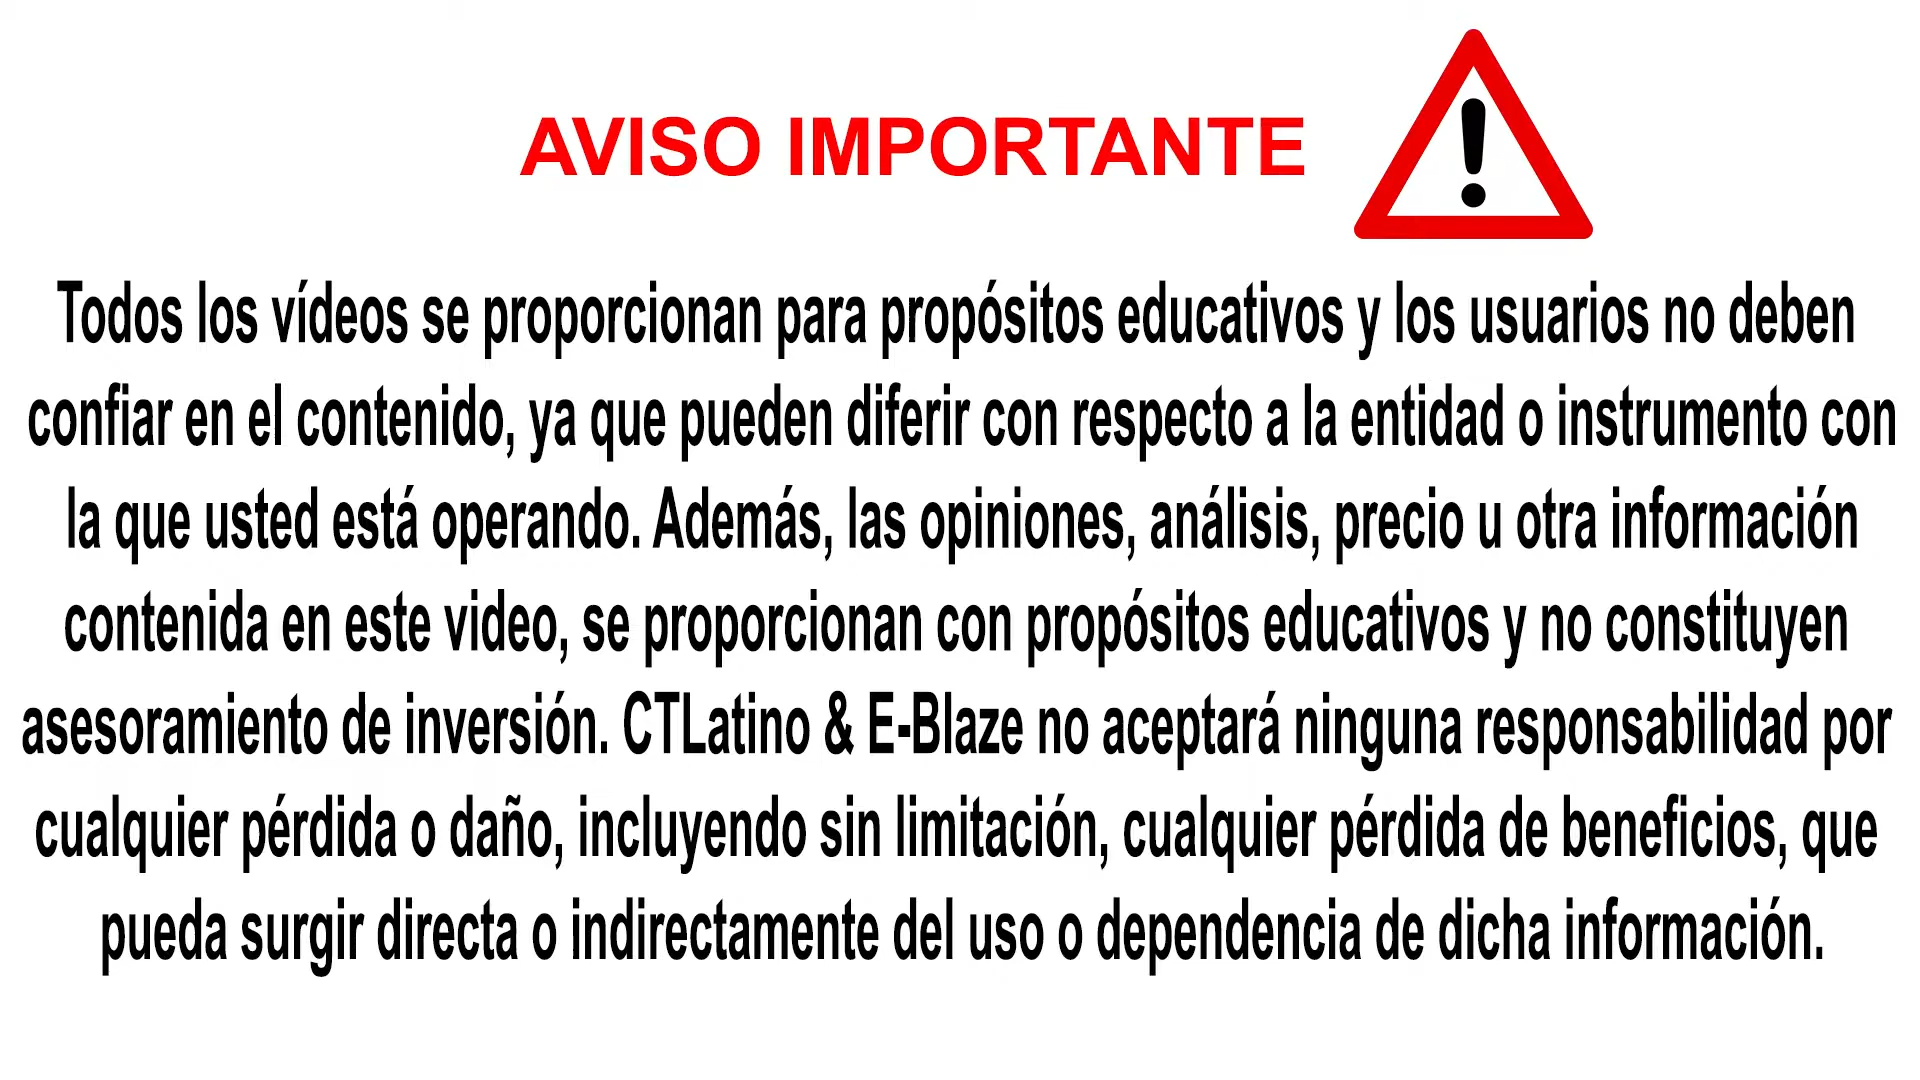 AVISO IMPORTANTE
Todos los vídeos se proporcionan para propósitos educativos y los usuarios no deben
confiar en el contenido, ya que pueden diferir con respecto a la entidad o instrumento con
la que usted está operando. Además, las opiniones, análisis, precio u otra información
contenida en este video, se proporcionan con propósitos educativos y no constituyen
asesoramiento de inversión. CTLatino & E-Blaze no aceptará ninguna responsabilidad por
cualquier pérdida o daño, incluyendo sin limitación, cualquier pérdida de beneficios, que
pueda surgir directa o indirectamente del uso o dependencia de dicha información.